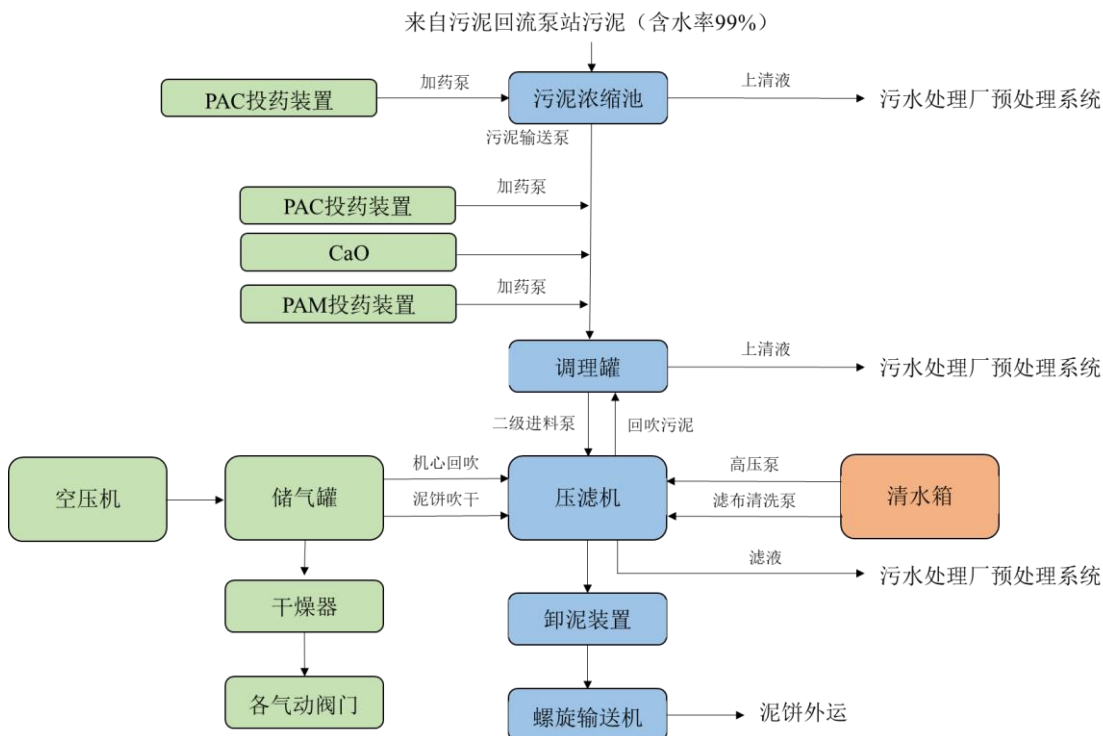 来自污泥回流泵站污泥（含水率99%）
PAC投药装置
加药泵
污泥浓缩池
上清液
污水处理厂预处理系统
污泥输送泵
PAC投药装置
加药泵
CaO
PAM投药装置
加药泵
调理罐
上清液
污水处理厂预处理系统
二级进料泵
回吹污泥
空压机
储气罐
机心回吹
泥饼吹干
压滤机
高压泵
滤布清洗泵
清水箱
滤液
污水处理厂预处理系统
干燥器
卸泥装置
各气动阀门
螺旋输送机
泥饼外运